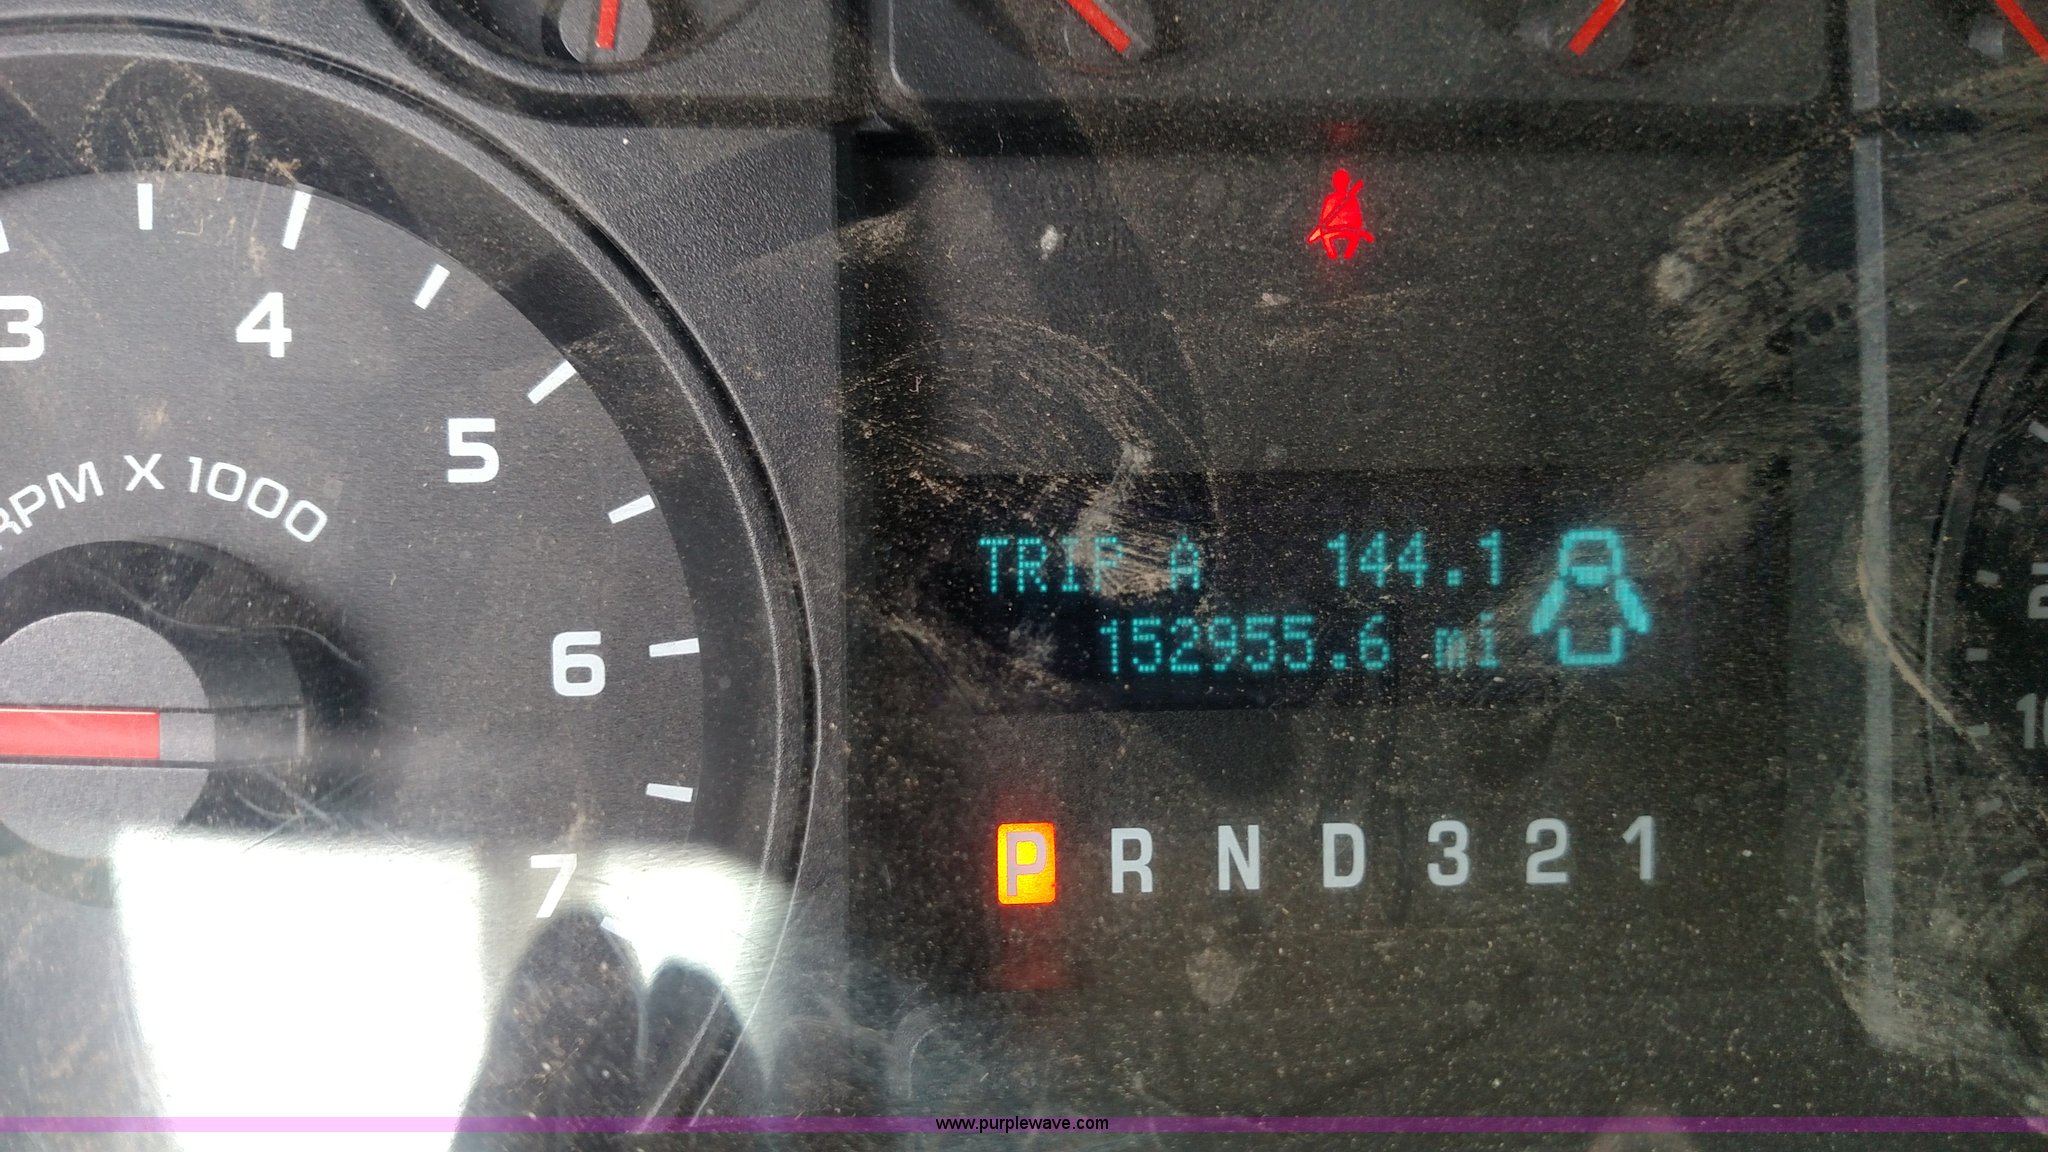 3 4 5 6 7
RPM X 1000
TRIP A 144.1
152955.6 mi
P R N D 3 2 1
www.purplewave.com